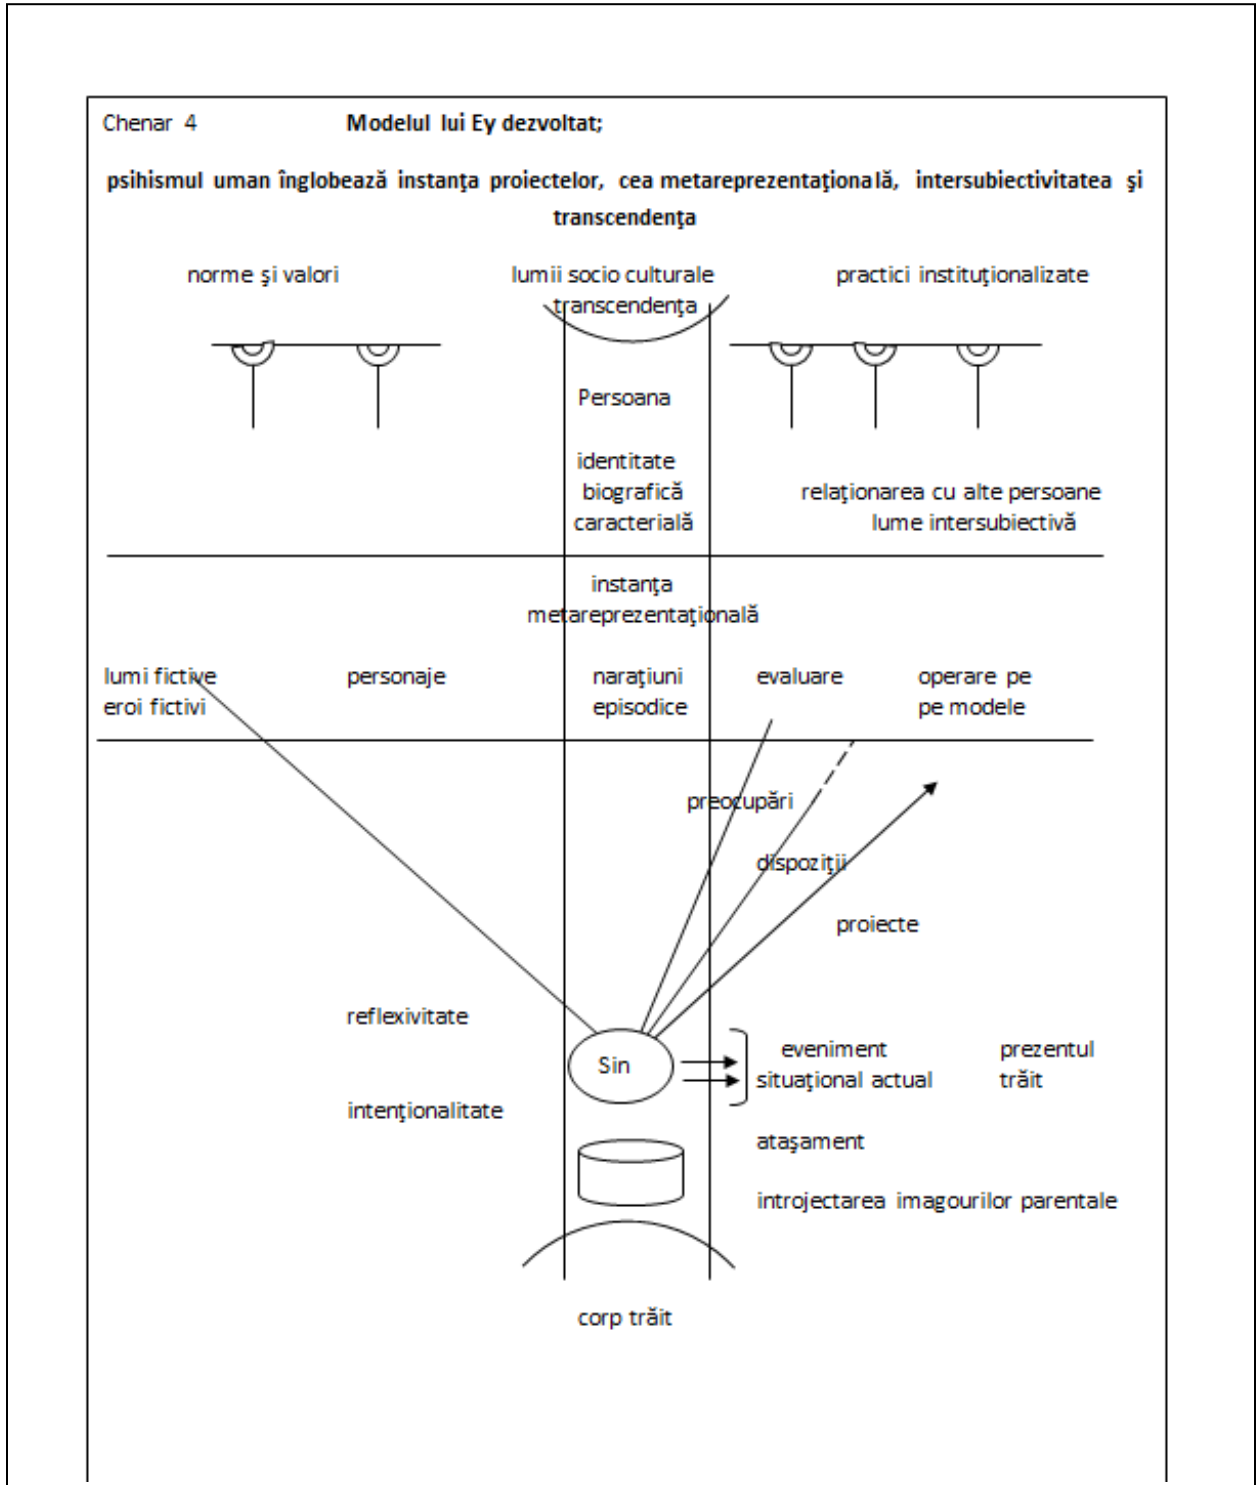 Chenar 4 Modelul lui Ey dezvoltat;
psihismul uman înglobează instanţa proiectelor, cea metareprezentaţională, intersubiectivitatea şi
transcendenţa
norme şi valori lumii socio culturale practici instituţionalizate
transcendenţa
Persoana
identitate
biografică relaţionarea cu alte persoane
caracterială lume intersubiectivă
instanţa
metareprezentaţională
lumi fictive personaje naraţiuni evaluare operare pe
eroi fictivi episodice pe modele
preocupări
dispoziţii
proiecte
reflexivitate
Sin eveniment prezentul
situaţional actual trăit
intenţionalitate
ataşament
introjectarea imagourilor parentale
corp trăit